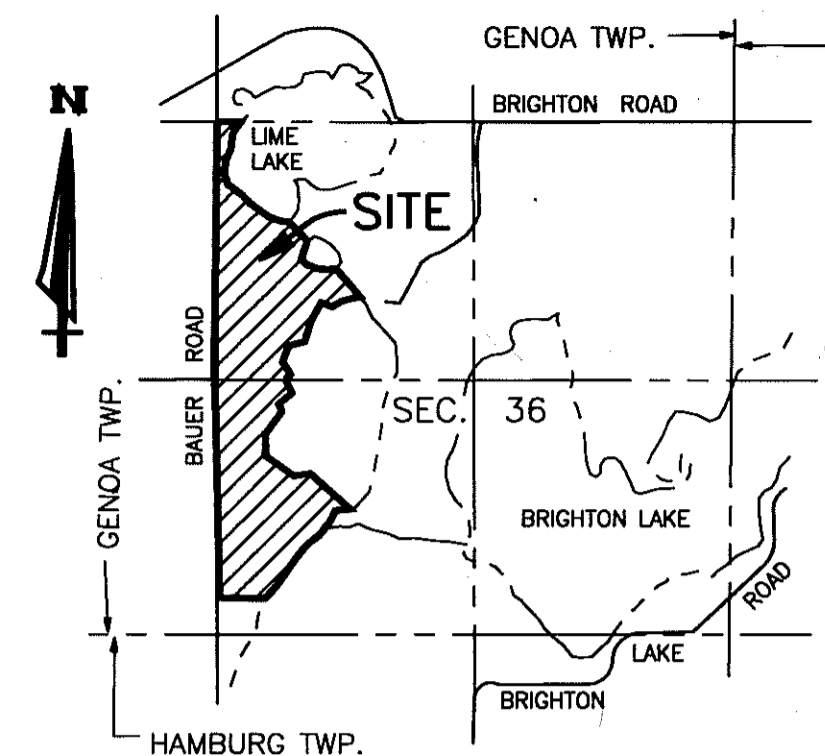 GENOA TWP.
N
BRIGHTON ROAD
LIME
LAKE
SITE
BAUER ROAD
GENOA TWP.
SEC. 36
BRIGHTON LAKE
ROAD
LAKE
BRIGHTON
HAMBURG TWP.